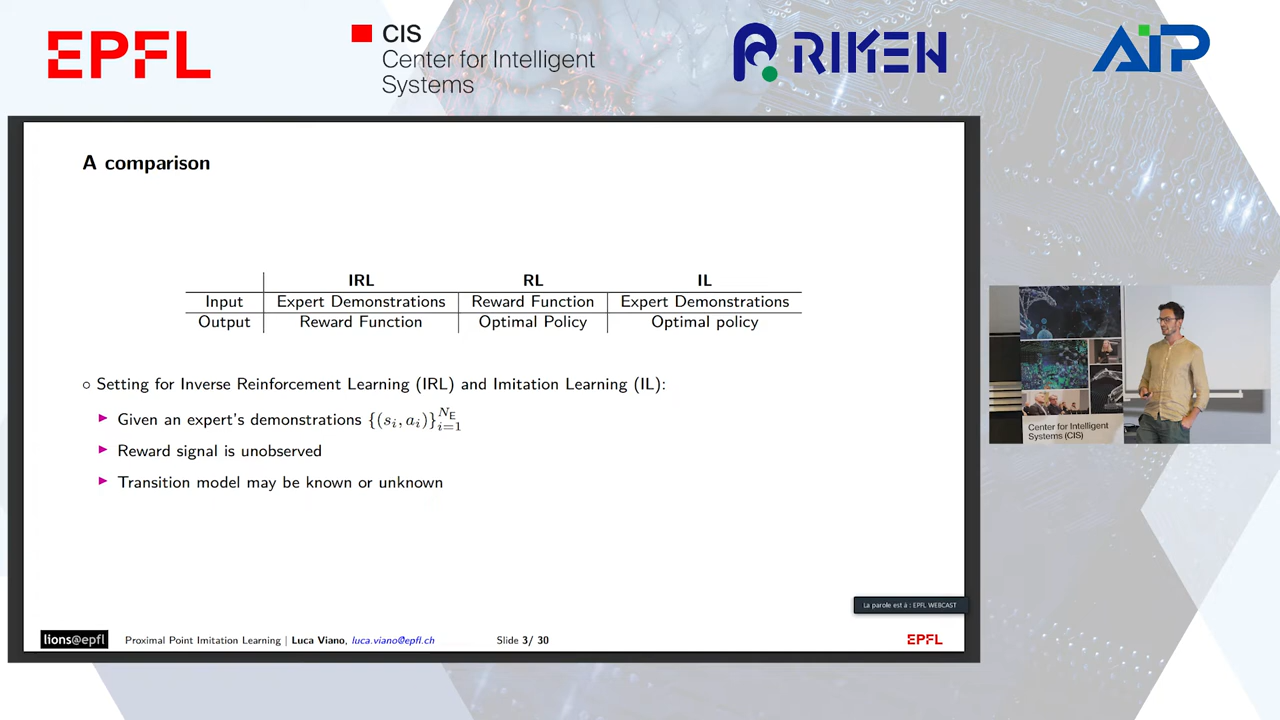 EPFL
CIS
Center for Intelligent
Systems
RIKEN
AIP
A comparison
IRL RL IL
Input Expert Demonstrations Reward Function Expert Demonstrations
Output Reward Function Optimal Policy Optimal policy
○ Setting for Inverse Reinforcement Learning (IRL) and Imitation Learning (IL):
▶ Given an expert's demonstrations {(s_i, a_i)}_{i=1}^{N_E}
▶ Reward signal is unobserved
▶ Transition model may be known or unknown
Center for Intelligent
Systems (CIS)
La parole est à : EPFL WEBCAST
lions@epfl Proximal Point Imitation Learning | Luca Viano, luca.viano@epfl.ch Slide 3/ 30 EPFL